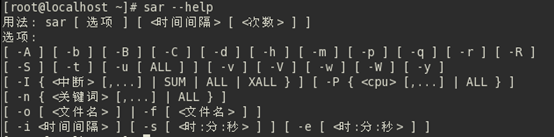 [root@localhost ~]# sar --help
用法: sar [ 选项 ] [ <时间间隔> [ <次数> ] ]
选项:
[ -A ] [ -b ] [ -B ] [ -C ] [ -d ] [ -h ] [ -m ] [ -p ] [ -q ] [ -r ] [ -R ]
[ -S ] [ -t ] [ -u [ ALL ] ] [ -v ] [ -V ] [ -w ] [ -W ] [ -y ]
[ -I { <中断> [,...] | SUM | ALL | XALL } ] [ -P { <cpu> [,...] | ALL } ]
[ -n { <关键词> [,...] | ALL } ]
[ -o [ <文件名> ] | -f [ <文件名> ] ]
[ -i <时间间隔> ] [ -s [ <时:分:秒> ] ] [ -e [ <时:分:秒> ] ]